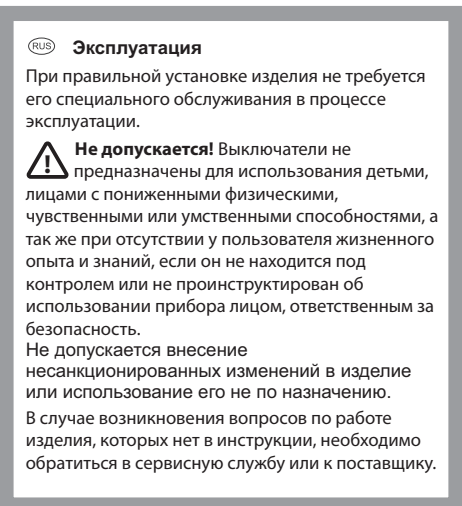 RUS Эксплуатация
При правильной установке изделия не требуется
его специального обслуживания в процессе
эксплуатации.
Не допускается! Выключатели не
предназначены для использования детьми,
лицами с пониженными физическими,
чувственными или умственными способностями, а
так же при отсутствии у пользователя жизненного
опыта и знаний, если он не находится под
контролем или не проинструктирован об
использовании прибора лицом, ответственным за
безопасность.
Не допускается внесение
несанкционированных изменений в изделие
или использование его не по назначению.
В случае возникновения вопросов по работе
изделия, которых нет в инструкции, необходимо
обратиться в сервисную службу или к поставщику.